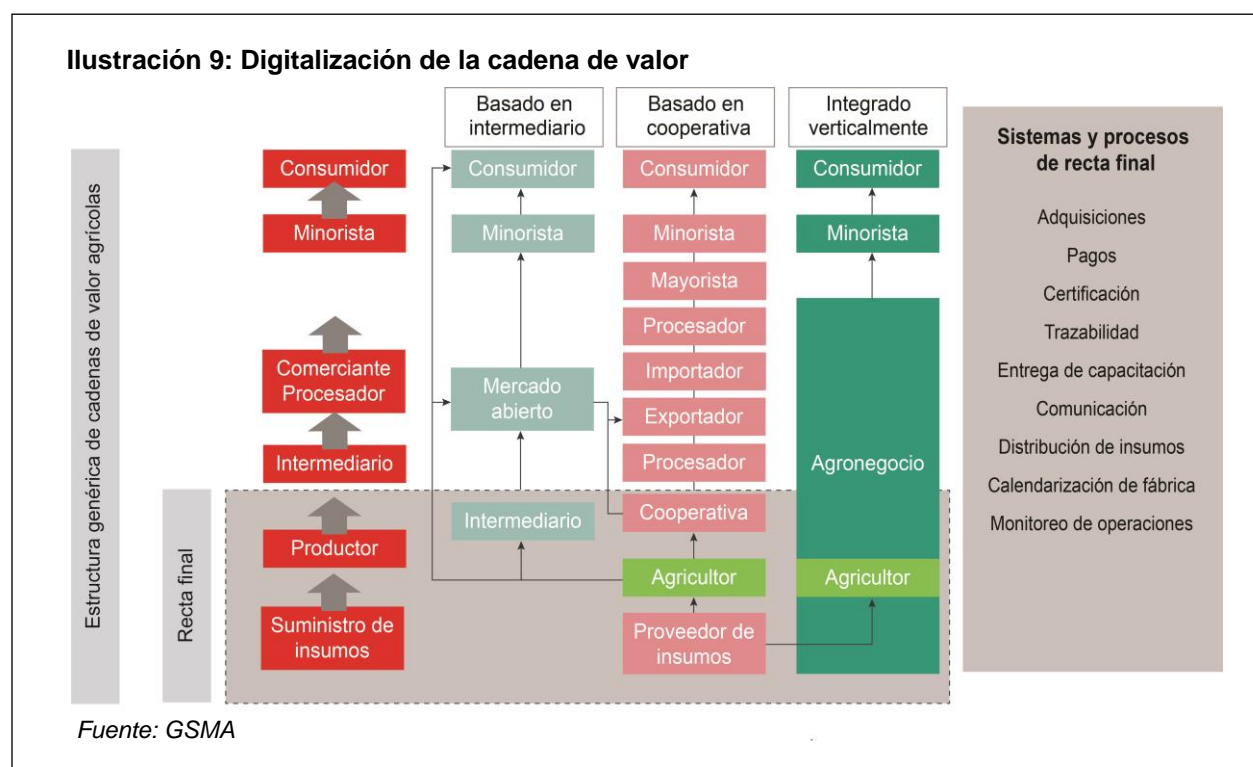 Ilustración 9: Digitalización de la cadena de valor
Estructura genérica de cadenas de valor agrícolas
Recta final
Consumidor
Minorista
Comerciante
Procesador
Intermediario
Productor
Suministro de
insumos
Basado en
intermediario
Consumidor
Minorista
Mercado
abierto
Intermediario
Basado en
cooperativa
Consumidor
Minorista
Mayorista
Procesador
Importador
Exportador
Procesador
Cooperativa
Agricultor
Proveedor de
insumos
Integrado
verticalmente
Consumidor
Minorista
Agronegocio
Agricultor
Sistemas y procesos
de recta final
Adquisiciones
Pagos
Certificación
Trazabilidad
Entrega de capacitación
Comunicación
Distribución de insumos
Calendarización de fábrica
Monitoreo de operaciones
Fuente: GSMA